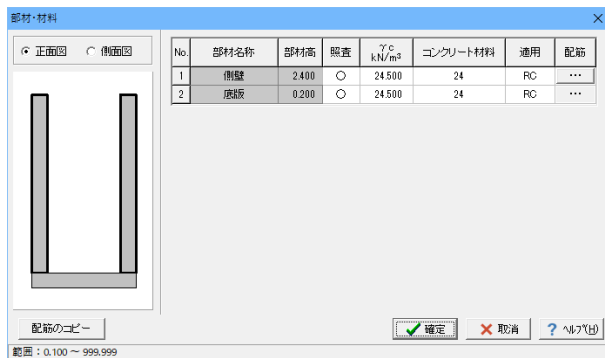 部材・材料
正面図 側面図
No. 部材名称 部材高 照査 γc kN/m³ コンクリート材料 適用 配筋
1 側壁 2.400 ○ 24.500 24 RC …
2 底版 0.200 ○ 24.500 24 RC …
配筋のコピー 確定 取消 ? ヘルプ(H)
範囲:0.100 ~ 999.999